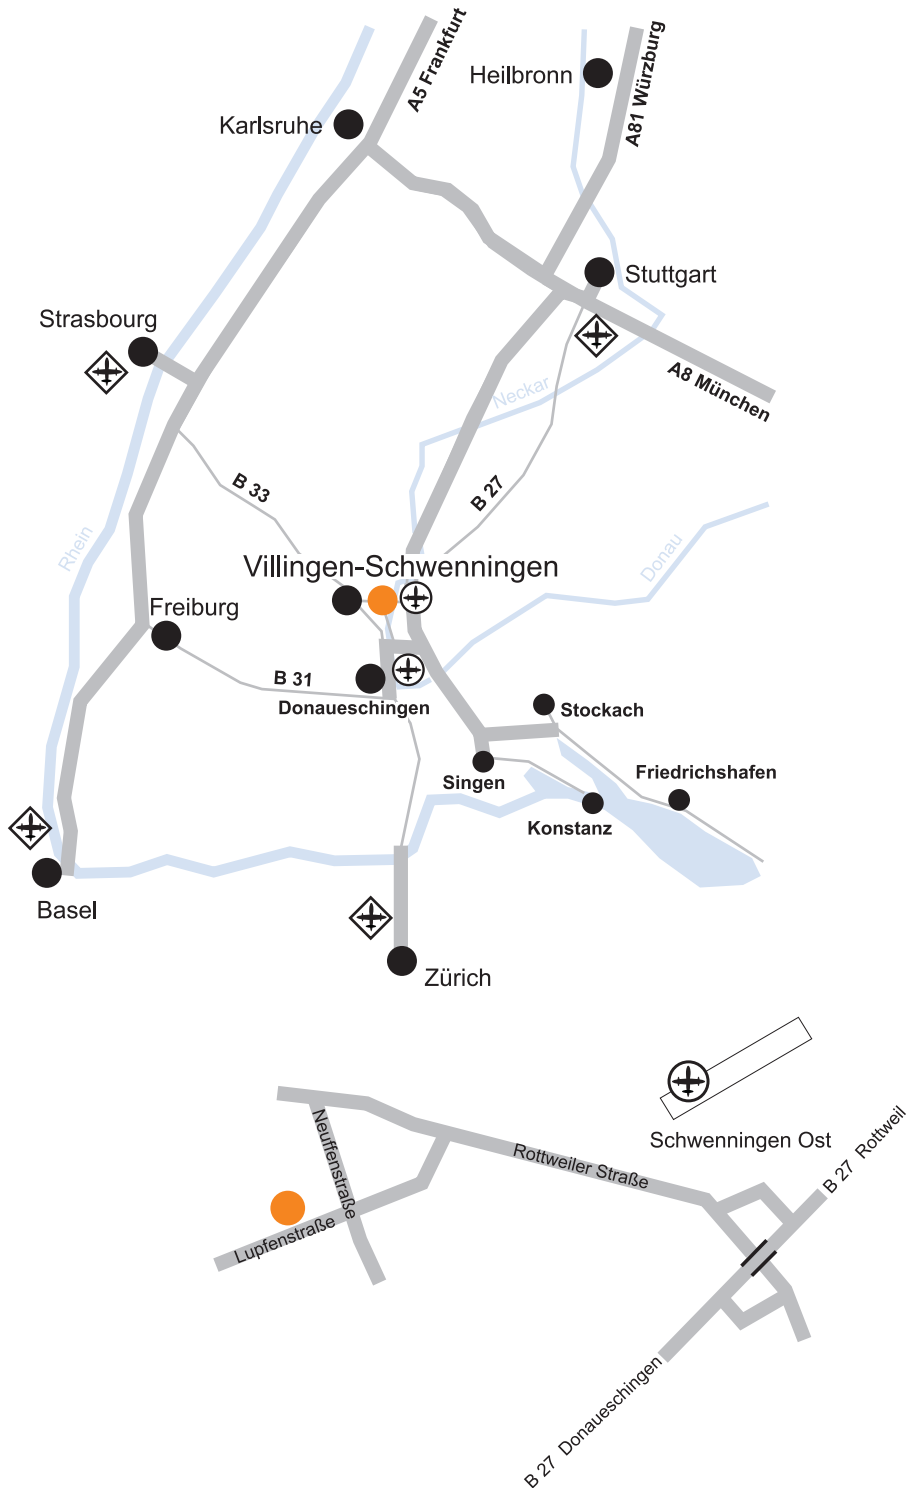 A5 Frankfurt
Heilbronn
A81 Würzburg
Karlsruhe
Stuttgart
Strasbourg
A8 München
Neckar
B 33
B 27
Rhein
Donau
Villingen-Schwenningen
Freiburg
B 31
Donaueschingen
Stockach
Singen
Friedrichshafen
Konstanz
Basel
Zürich
Schwenningen Ost
Neuffenstraße
Rottweiler Straße
B 27 Rottweil
Lupfenstraße
B 27 Donaueschingen